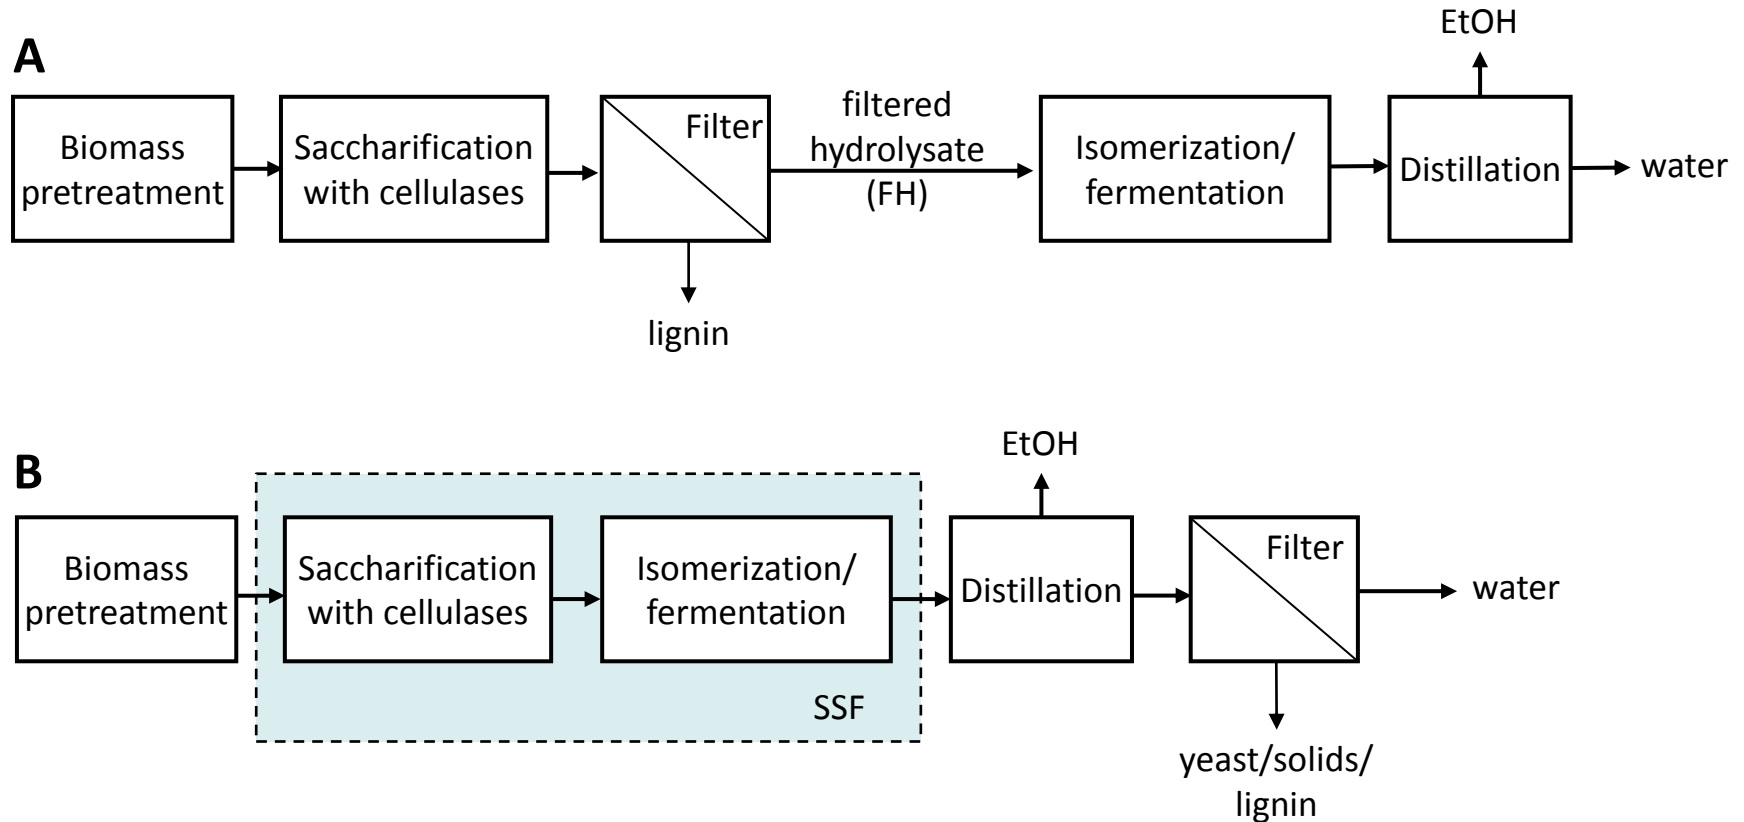 A
EtOH
Biomass
pretreatment
Saccharification
with cellulases
Filter
filtered
hydrolysate
(FH)
Isomerization/
fermentation
Distillation
water
lignin
B
EtOH
Biomass
pretreatment
Saccharification
with cellulases
Isomerization/
fermentation
SSF
Distillation
Filter
water
yeast/solids/
lignin